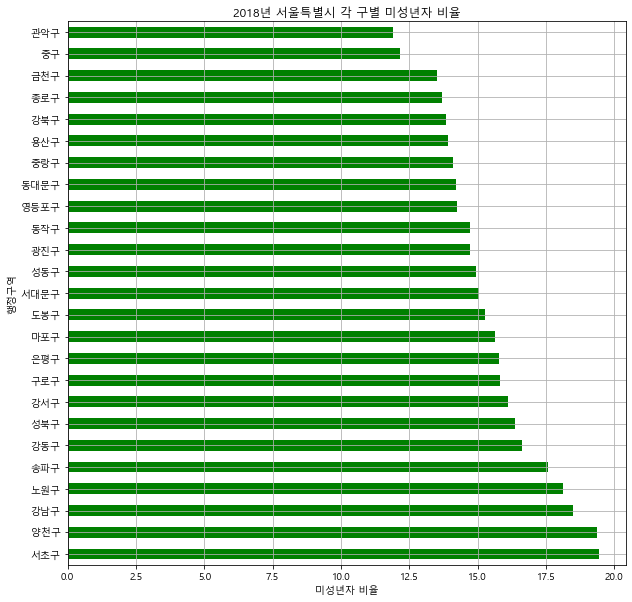 2018년 서울특별시 각 구별 미성년자 비율
관악구
중구
금천구
종로구
강북구
용산구
중랑구
동대문구
영등포구
동작구
광진구
성동구
서대문구
도봉구
마포구
은평구
구로구
강서구
성북구
강동구
송파구
노원구
강남구
양천구
서초구
행정구역
0.0 2.5 5.0 7.5 10.0 12.5 15.0 17.5 20.0
미성년자 비율